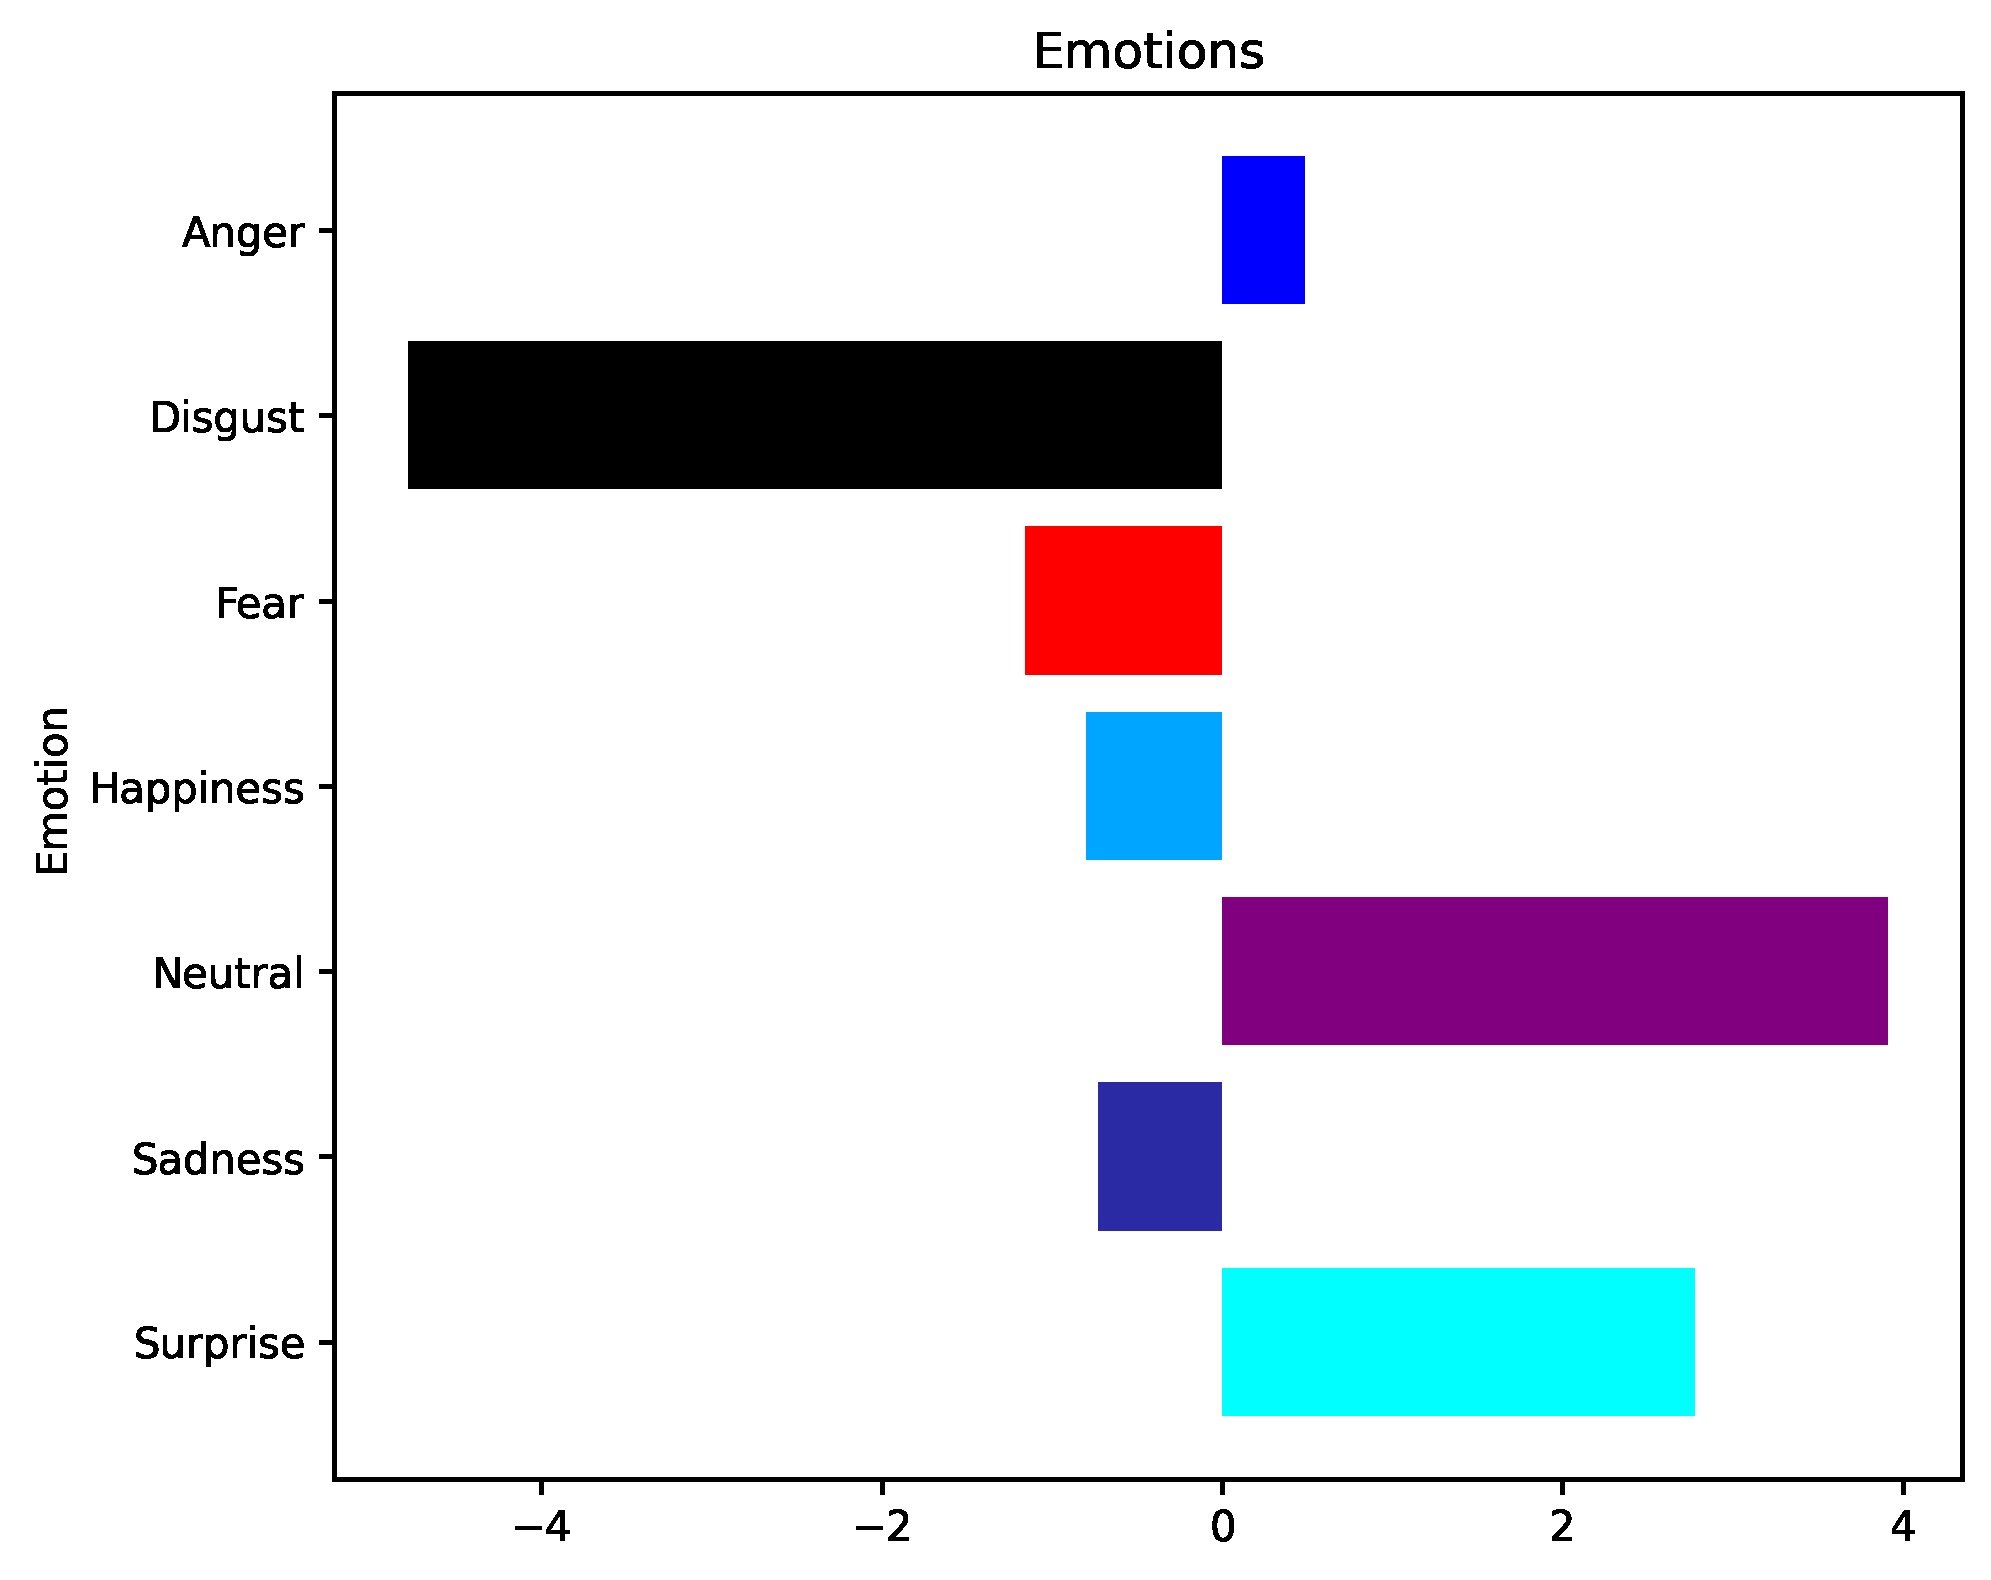 Emotions
Anger
Disgust
Fear
Happiness
Neutral
Sadness
Surprise
Emotion
−4
−2
0
2
4